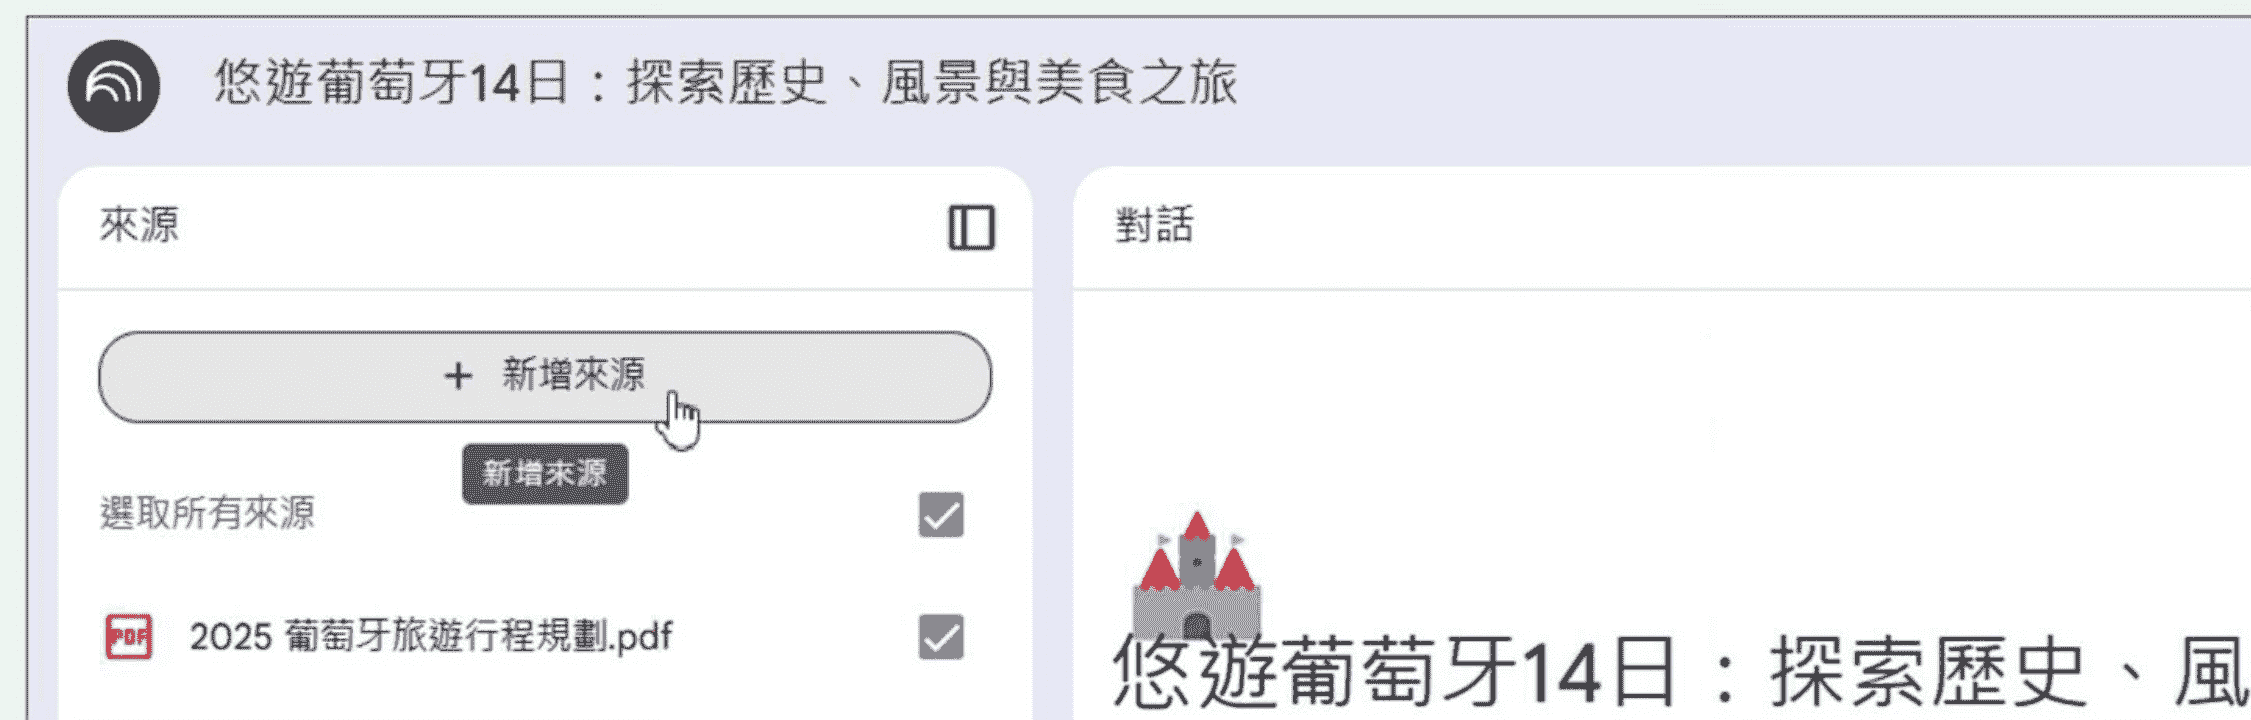 悠遊葡萄牙14日：探索歷史、風景與美食之旅
來源
對話
+ 新增來源
新增來源
選取所有來源
PDF 2025 葡萄牙旅遊行程規劃.pdf
悠遊葡萄牙14日：探索歷史、風